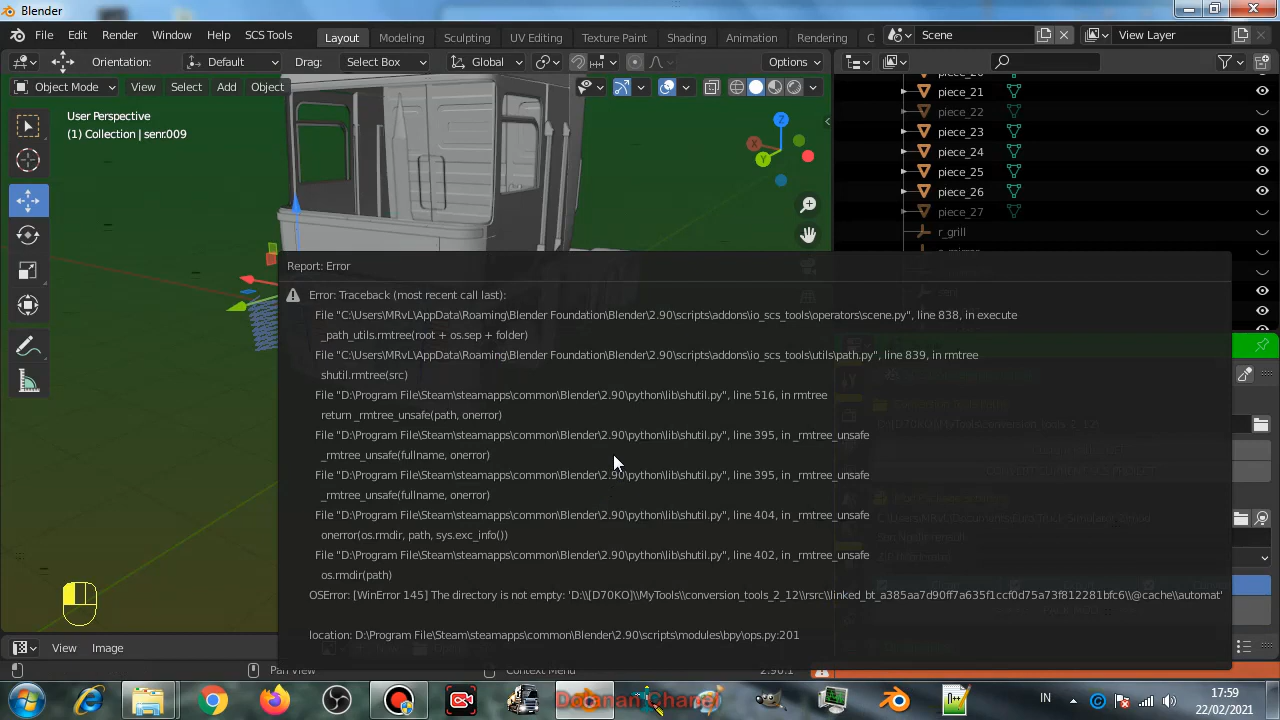 Blender
File Edit Render Window Help SCS Tools Layout Modeling Sculpting UV Editing Texture Paint Shading Animation Rendering Scene View Layer
Orientation: Default Drag: Select Box Global Options
Object Mode View Select Add Object
User Perspective
(1) Collection | senr.009
Z
X
Y
piece_21
piece_22
piece_23
piece_24
piece_25
piece_26
piece_27
r_grill
Report: Error
Error: Traceback (most recent call last):
File "C:\Users\MRvL\AppData\Roaming\Blender Foundation\Blender\2.90\scripts\addons\io_scs_tools\operators\scene.py", line 838, in execute
_path_utils.rmtree(root + os.sep + folder)
File "C:\Users\MRvL\AppData\Roaming\Blender Foundation\Blender\2.90\scripts\addons\io_scs_tools\utils\path.py", line 839, in rmtree
shutil.rmtree(src)
File "D:\Program File\Steam\steamapps\common\Blender\2.90\python\lib\shutil.py", line 516, in rmtree
return _rmtree_unsafe(path, onerror)
File "D:\Program File\Steam\steamapps\common\Blender\2.90\python\lib\shutil.py", line 395, in _rmtree_unsafe
_rmtree_unsafe(fullname, onerror)
File "D:\Program File\Steam\steamapps\common\Blender\2.90\python\lib\shutil.py", line 395, in _rmtree_unsafe
_rmtree_unsafe(fullname, onerror)
File "D:\Program File\Steam\steamapps\common\Blender\2.90\python\lib\shutil.py", line 404, in _rmtree_unsafe
onerror(os.rmdir, path, sys.exc_info())
File "D:\Program File\Steam\steamapps\common\Blender\2.90\python\lib\shutil.py", line 402, in _rmtree_unsafe
os.rmdir(path)
OSError: [WinError 145] The directory is not empty: 'D:\\[D70KO]\\MyTools\\conversion_tools_2_12\\rsrc\\linked_bt_a385aa7d90ff7a635f1ccf0d75a73f812281bfc6\\@cache\\automat'
location: D:\Program File\Steam\steamapps\common\Blender\2.90\scripts\modules\bpy\ops.py:201
View Image
Pan View Context Menu 2.90.1
Dofanan Chanel
IN
17:59
22/02/2021